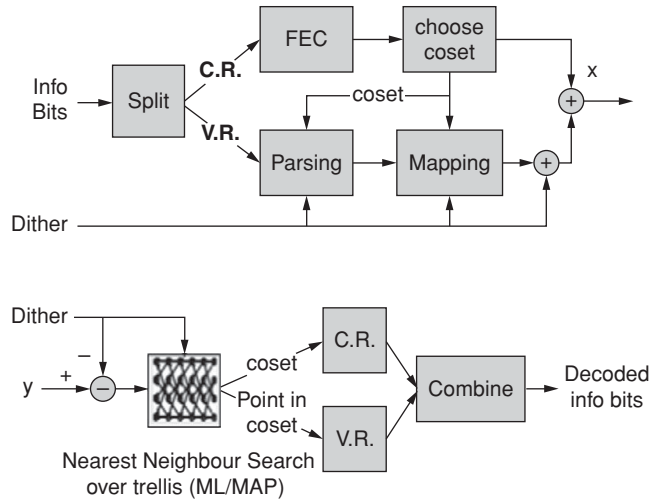 FEC
choose
coset
Info
Bits
Split
C.R.
V.R.
coset
x
+
Parsing
Mapping
+
Dither
Dither
−
+
y
−
coset
Point in
coset
C.R.
V.R.
Combine
Decoded
info bits
Nearest Neighbour Search
over trellis (ML/MAP)